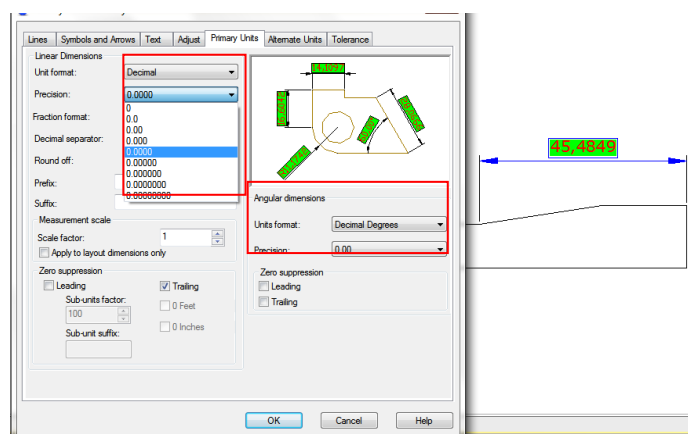 Lines Symbols and Arrows Text Adjust Primary Units Alternate Units Tolerance
Linear Dimensions
Unit format: Decimal
Precision: 0.0000
0
0.0
0.00
0.000
0.0000
0.00000
0.000000
0.0000000
0.00000000
Fraction format:
Decimal separator:
Round off:
Prefix:
Suffix:
Measurement scale
Scale factor: 1
Apply to layout dimensions only
Zero suppression
Leading Trailing
Sub-units factor: 0 Feet
100
0 Inches
Sub-unit suffix:
14,1097
Angular dimensions
Units format: Decimal Degrees
Precision: 0.00
Zero suppression
Leading
Trailing
OK Cancel Help
45,4849